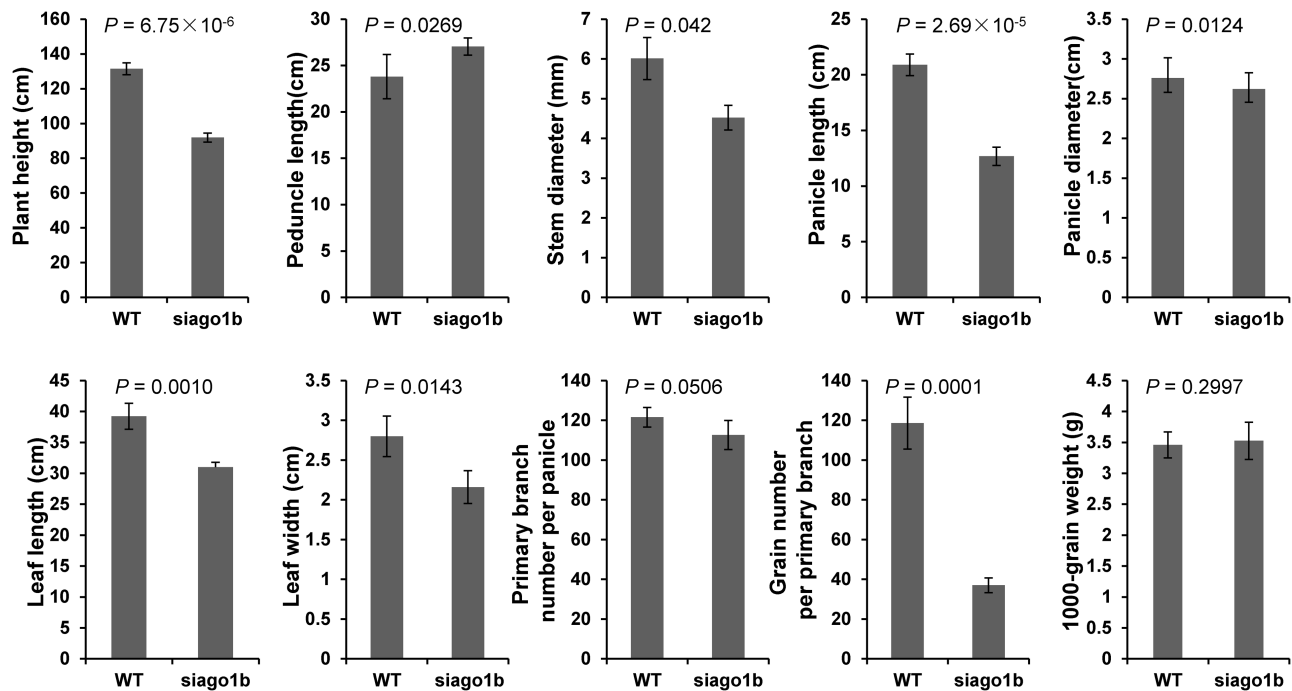 P = 6.75×10⁻⁶
Plant height (cm)
160
140
120
100
80
60
40
20
0
WT siago1b
P = 0.0269
Peduncle length(cm)
30
25
20
15
10
5
0
WT siago1b
P = 0.042
Stem diameter (mm)
7
6
5
4
3
2
1
0
WT siago1b
P = 2.69×10⁻⁵
Panicle length (cm)
25
20
15
10
5
0
WT siago1b
P = 0.0124
Panicle diameter(cm)
3.5
3
2.5
2
1.5
1
0.5
0
WT siago1b
P = 0.0010
Leaf length (cm)
45
40
35
30
25
20
15
10
5
0
WT siago1b
P = 0.0143
Leaf width (cm)
3.5
3
2.5
2
1.5
1
0.5
0
WT siago1b
P = 0.0506
Primary branch
number per panicle
140
120
100
80
60
40
20
0
WT siago1b
P = 0.0001
Grain number
per primary branch
140
120
100
80
60
40
20
0
WT siago1b
P = 0.2997
1000-grain weight (g)
4.5
4
3.5
3
2.5
2
1.5
1
0.5
0
WT siago1b